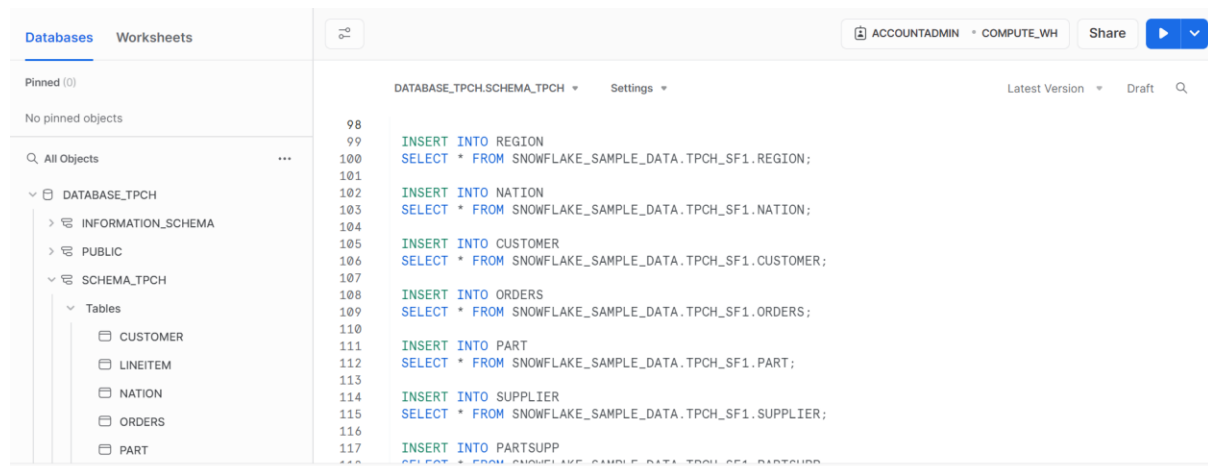 Databases Worksheets
ACCOUNTADMIN COMPUTE_WH Share
Pinned (0)
No pinned objects
All Objects ...
DATABASE_TPCH
INFORMATION_SCHEMA
PUBLIC
SCHEMA_TPCH
Tables
CUSTOMER
LINEITEM
NATION
ORDERS
PART
DATABASE_TPCH.SCHEMA_TPCH Settings Latest Version Draft
98
99 INSERT INTO REGION
100 SELECT * FROM SNOWFLAKE_SAMPLE_DATA.TPCH_SF1.REGION;
101
102 INSERT INTO NATION
103 SELECT * FROM SNOWFLAKE_SAMPLE_DATA.TPCH_SF1.NATION;
104
105 INSERT INTO CUSTOMER
106 SELECT * FROM SNOWFLAKE_SAMPLE_DATA.TPCH_SF1.CUSTOMER;
107
108 INSERT INTO ORDERS
109 SELECT * FROM SNOWFLAKE_SAMPLE_DATA.TPCH_SF1.ORDERS;
110
111 INSERT INTO PART
112 SELECT * FROM SNOWFLAKE_SAMPLE_DATA.TPCH_SF1.PART;
113
114 INSERT INTO SUPPLIER
115 SELECT * FROM SNOWFLAKE_SAMPLE_DATA.TPCH_SF1.SUPPLIER;
116
117 INSERT INTO PARTSUPP